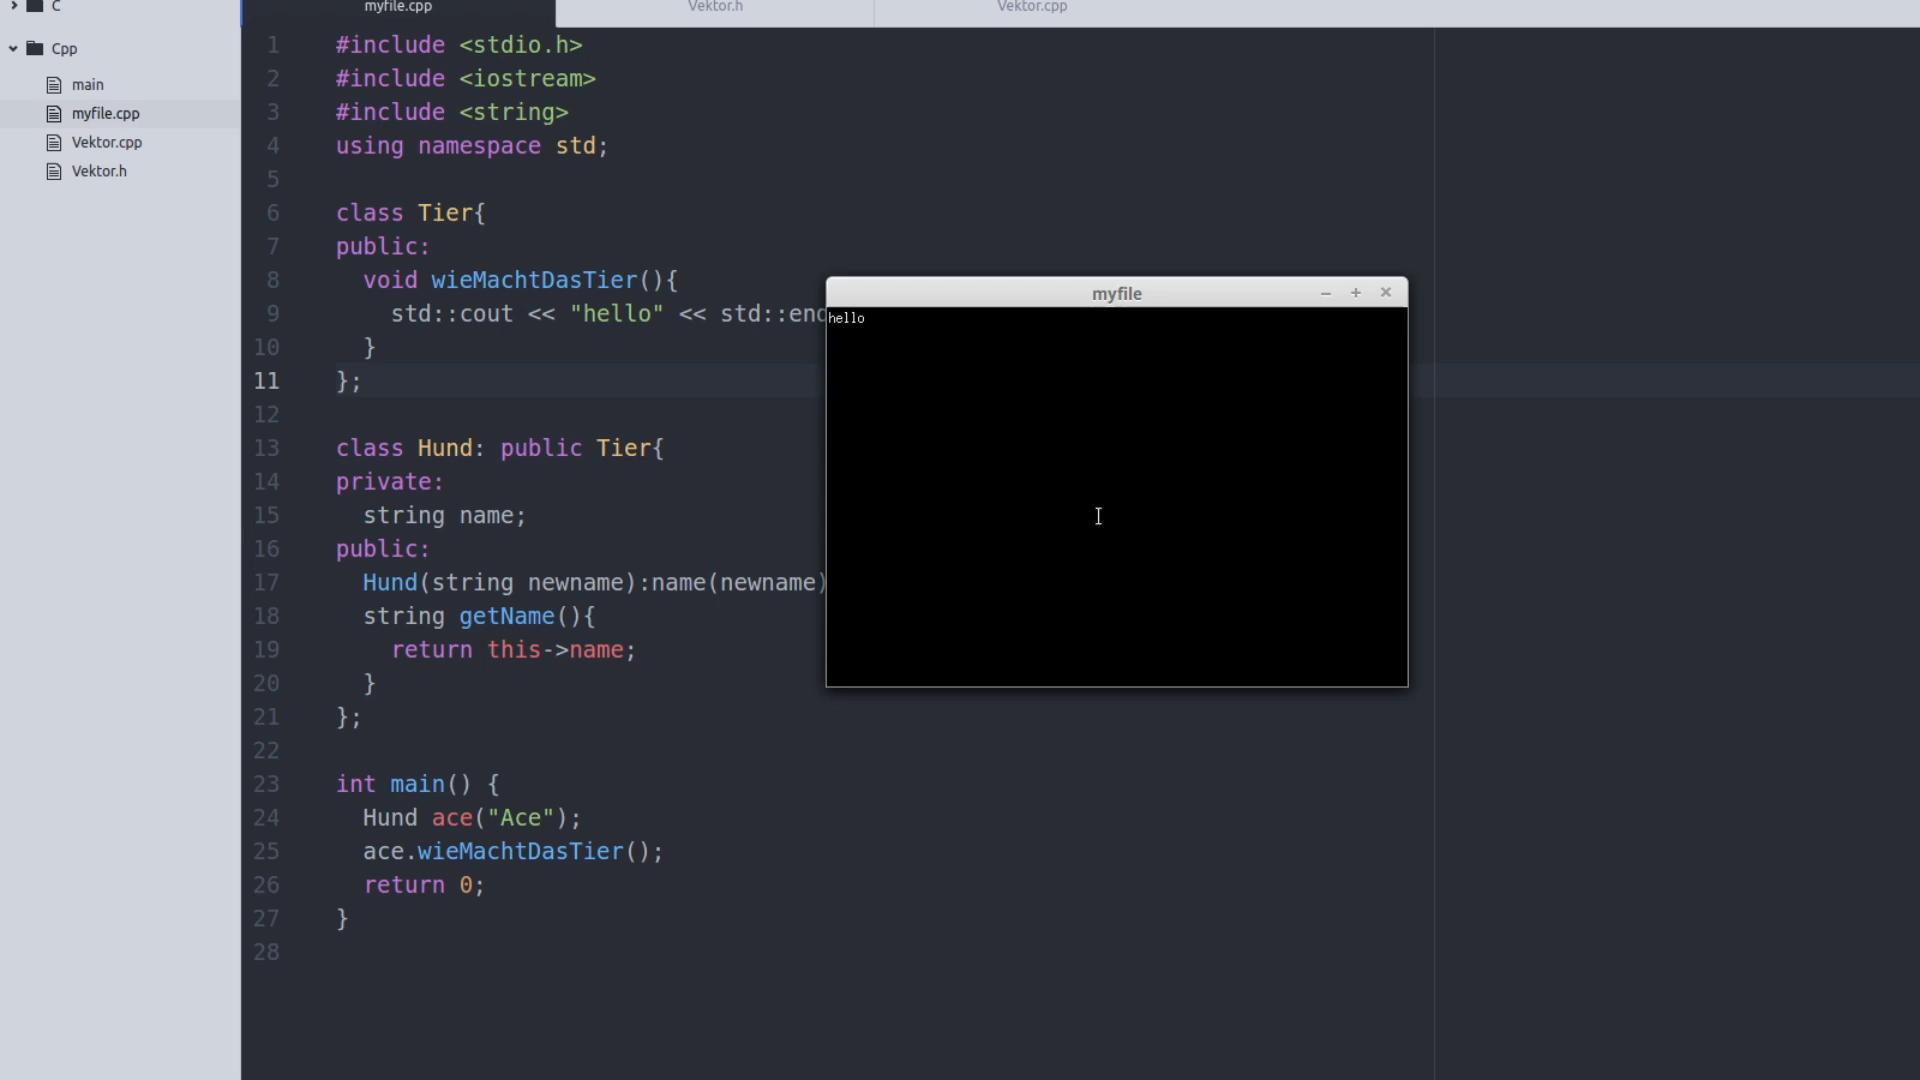 C
Cpp
main
myfile.cpp
Vektor.cpp
Vektor.h
myfile.cpp Vektor.h Vektor.cpp
1 #include <stdio.h>
2 #include <iostream>
3 #include <string>
4 using namespace std;
5
6 class Tier{
7 public:
8 void wieMachtDasTier(){
9 std::cout << "hello" << std::end
10 }
11 };
12
13 class Hund: public Tier{
14 private:
15 string name;
16 public:
17 Hund(string newname):name(newname)
18 string getName(){
19 return this->name;
20 }
21 };
22
23 int main() {
24 Hund ace("Ace");
25 ace.wieMachtDasTier();
26 return 0;
27 }
28
myfile
hello